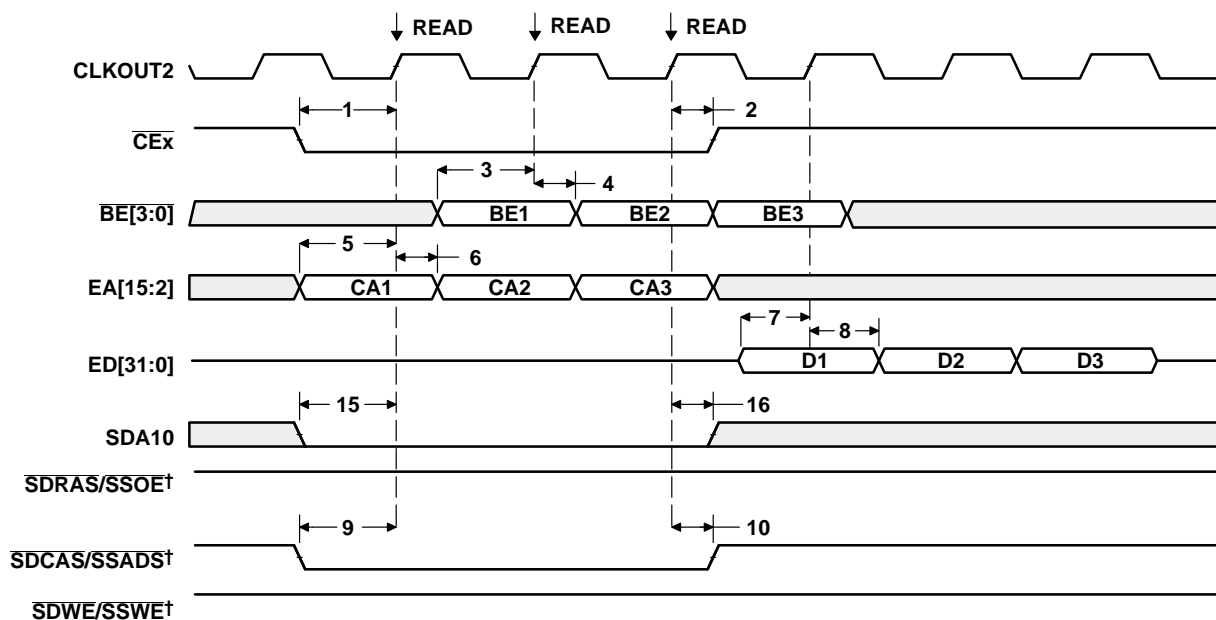 READ READ READ
CLKOUT2
1 2
CEx
3 4
BE[3:0] BE1 BE2 BE3
5 6
EA[15:2] CA1 CA2 CA3
7 8
ED[31:0] D1 D2 D3
15 16
SDA10
SDRAS/SSOE†
9 10
SDCAS/SSADS†
SDWE/SSWE†